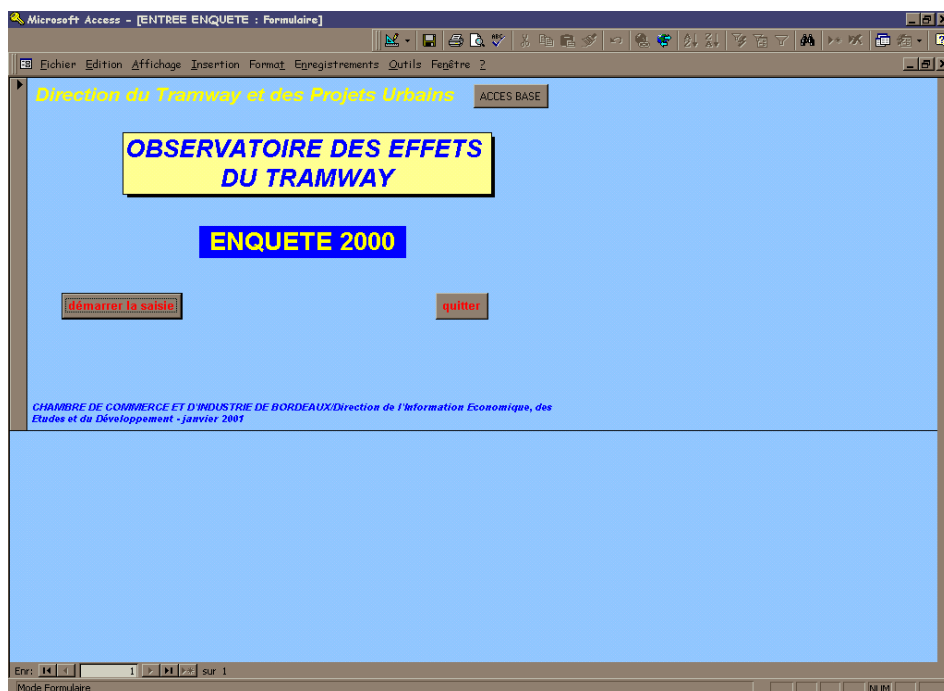 Microsoft Access - [ENTREE ENQUETE : Formulaire]
Fichier Edition Affichage Insertion Format Enregistrements Outils Fenêtre ?
Direction du Tramway et des Projets Urbains ACCES BASE
OBSERVATOIRE DES EFFETS
DU TRAMWAY
ENQUETE 2000
démarrer la saisie quitter
CHAMBRE DE COMMERCE ET D'INDUSTRIE DE BORDEAUX/Direction de l'Information Economique, des
Etudes et du Développement - janvier 2001
Enr: 1 sur 1
Mode Formulaire NUM